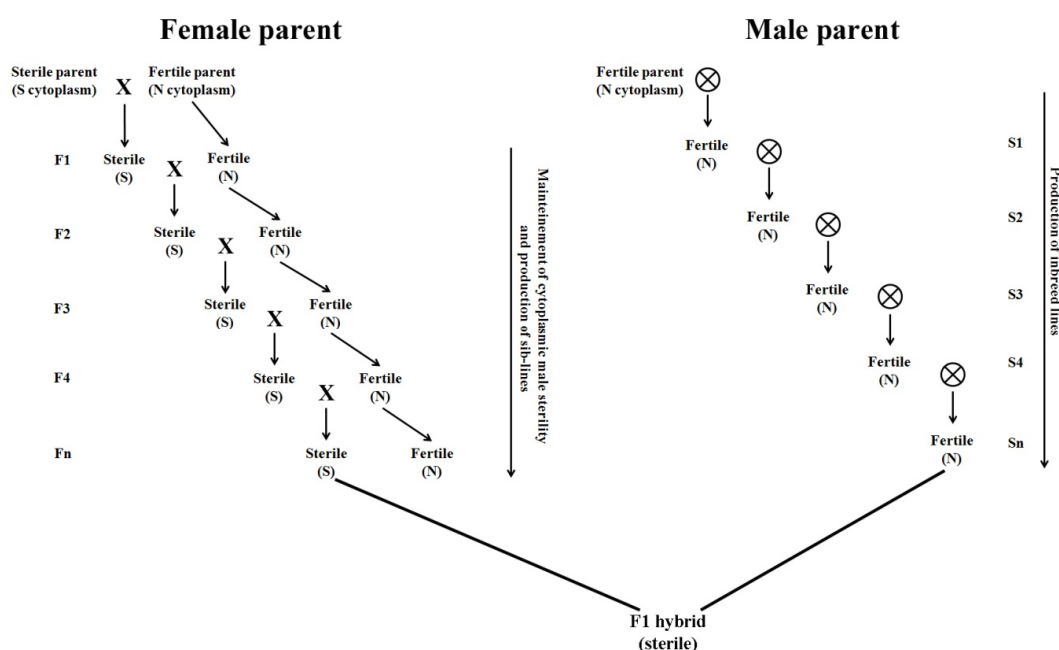 Female parent
Male parent
Sterile parent
(S cytoplasm)
X
Fertile parent
(N cytoplasm)
F1
Sterile
(S)
X
Fertile
(N)
F2
Sterile
(S)
X
Fertile
(N)
F3
Sterile
(S)
X
Fertile
(N)
F4
Sterile
(S)
X
Fertile
(N)
Fn
Sterile
(S)
Fertile
(N)
Mainteinement of cytoplasmic male sterility
and production of sib-lines
Fertile parent
(N cytoplasm)
Fertile
(N)
S1
Fertile
(N)
S2
Fertile
(N)
S3
Fertile
(N)
S4
Fertile
(N)
Sn
Production of inbreed lines
F1 hybrid
(sterile)